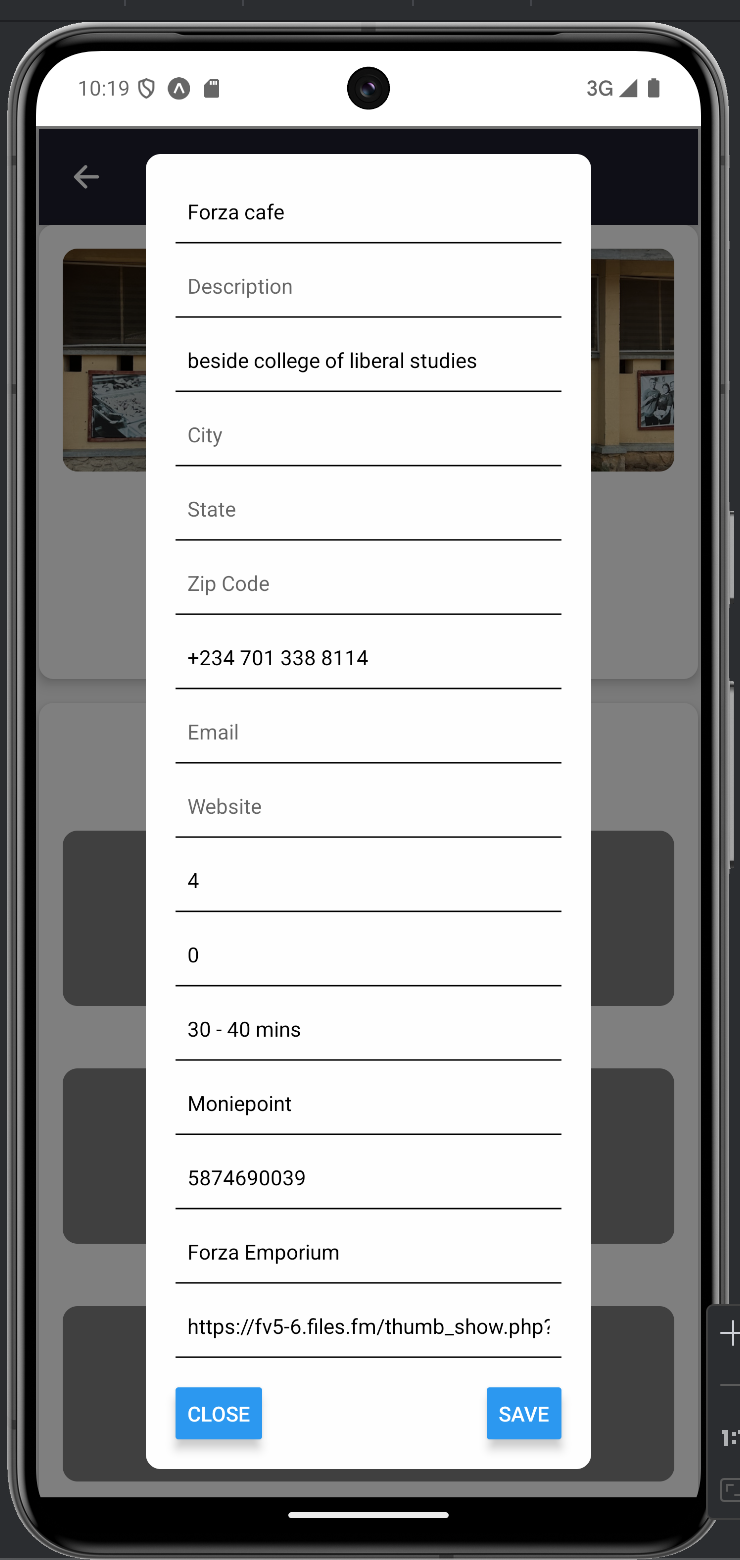 10:19
3G
Forza cafe
Description
beside college of liberal studies
City
State
Zip Code
+234 701 338 8114
Email
Website
4
0
30 - 40 mins
Moniepoint
5874690039
Forza Emporium
https://fv5-6.files.fm/thumb_show.php?
CLOSE
SAVE